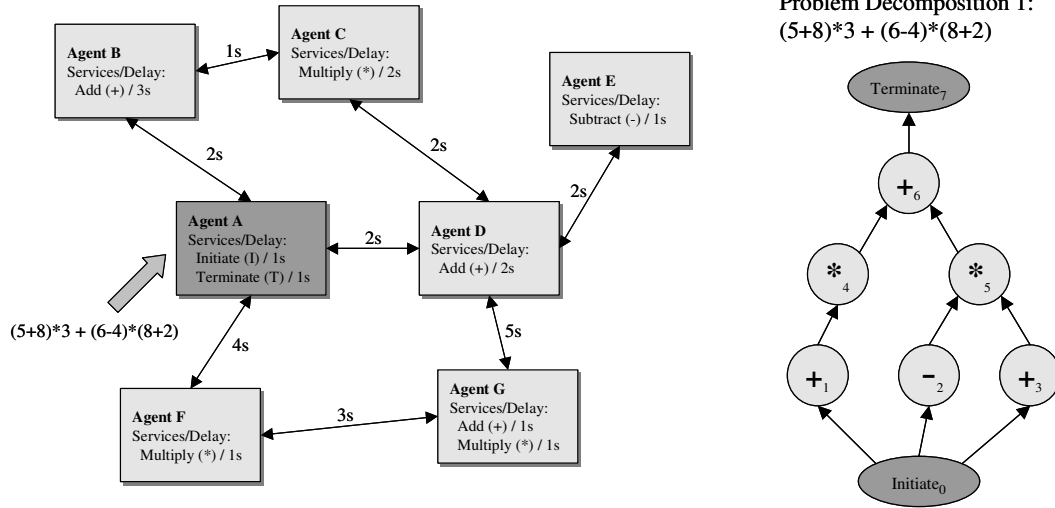 Problem Decomposition 1:
(5+8)*3 + (6-4)*(8+2)
Agent B
Services/Delay:
Add (+) / 3s
1s
Agent C
Services/Delay:
Multiply (*) / 2s
Agent E
Services/Delay:
Subtract (-) / 1s
2s
2s
2s
Agent A
Services/Delay:
Initiate (I) / 1s
Terminate (T) / 1s
2s
Agent D
Services/Delay:
Add (+) / 2s
(5+8)*3 + (6-4)*(8+2)
4s
5s
Agent F
Services/Delay:
Multiply (*) / 1s
3s
Agent G
Services/Delay:
Add (+) / 1s
Multiply (*) / 1s
Terminate7
+6
*4
*5
+1
-2
+3
Initiate0